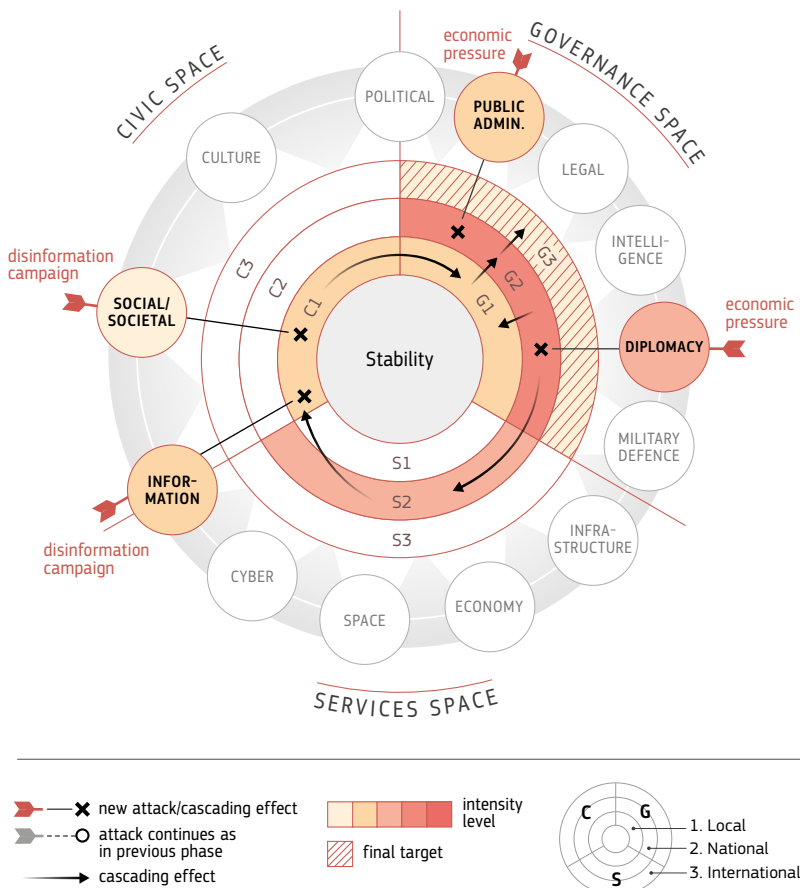 economic
pressure
GOVERNANCE SPACE
CIVIC SPACE
POLITICAL
PUBLIC
ADMIN.
CULTURE
LEGAL
INTELLI-
GENCE
disinformation
campaign
SOCIAL/
SOCIETAL
C3
C2
C1
G1
G2
G3
economic
pressure
DIPLOMACY
Stability
MILITARY
DEFENCE
S1
S2
S3
INFOR-
MATION
disinformation
campaign
INFRA-
STRUCTURE
CYBER
SPACE
ECONOMY
SERVICES SPACE
new attack/cascading effect
attack continues as
in previous phase
cascading effect
intensity
level
final target
C
G
S
1. Local
2. National
3. International